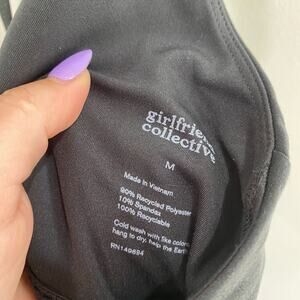 girlfriend
collective
M
Made in Vietnam
90% Recycled Polyester
10% Spandex
100% Recyclable
Cold wash with like colors,
hang to dry, help the Earth
RN149694